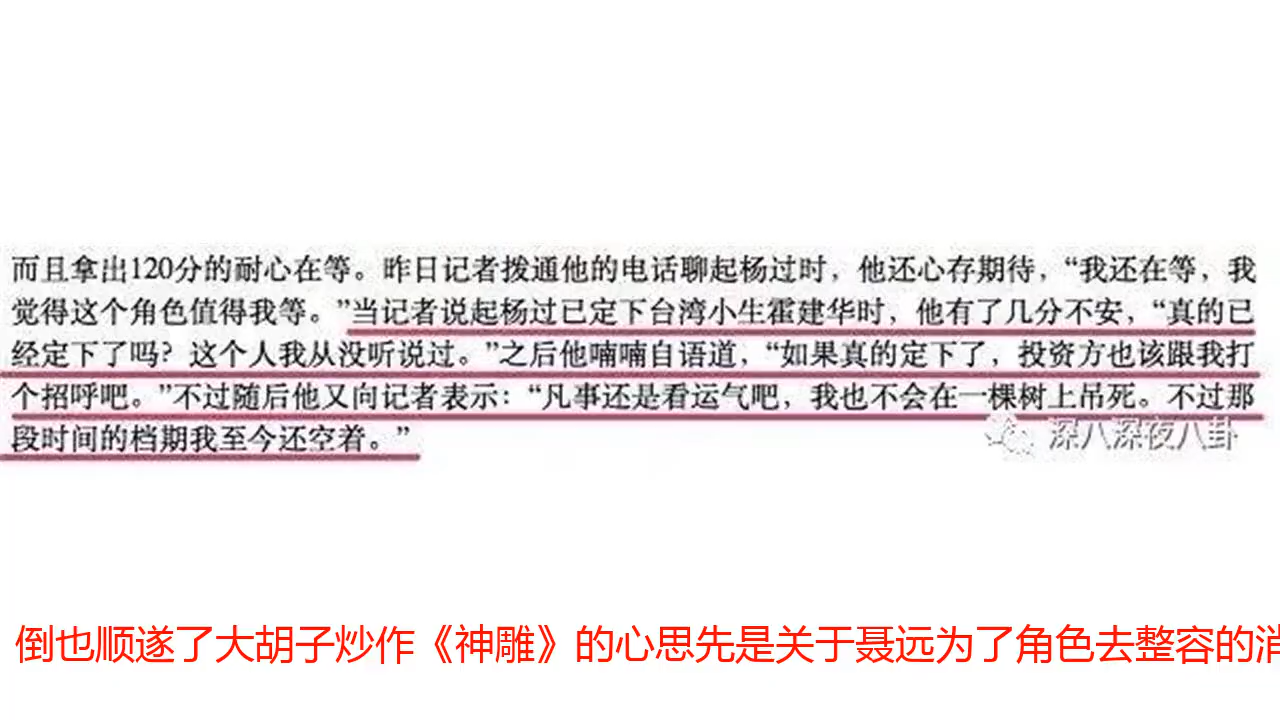 而且拿出120分的耐心在等。昨日记者拨通他的电话聊起杨过时，他还心存期待，“我还在等，我
觉得这个角色值得我等。”当记者说起杨过已定下台湾小生霍建华时，他有了几分不安，“真的已
经定下了吗？这个人我从没听说过。”之后他喃喃自语道，“如果真的定下了，投资方也该跟我打
个招呼吧。”不过随后他又向记者表示：“凡事还是看运气吧，我也不会在一棵树上吊死。不过那
段时间的档期我至今还空着。”
深八深夜八卦
倒也顺遂了大胡子炒作《神雕》的心思先是关于聂远为了角色去整容的消